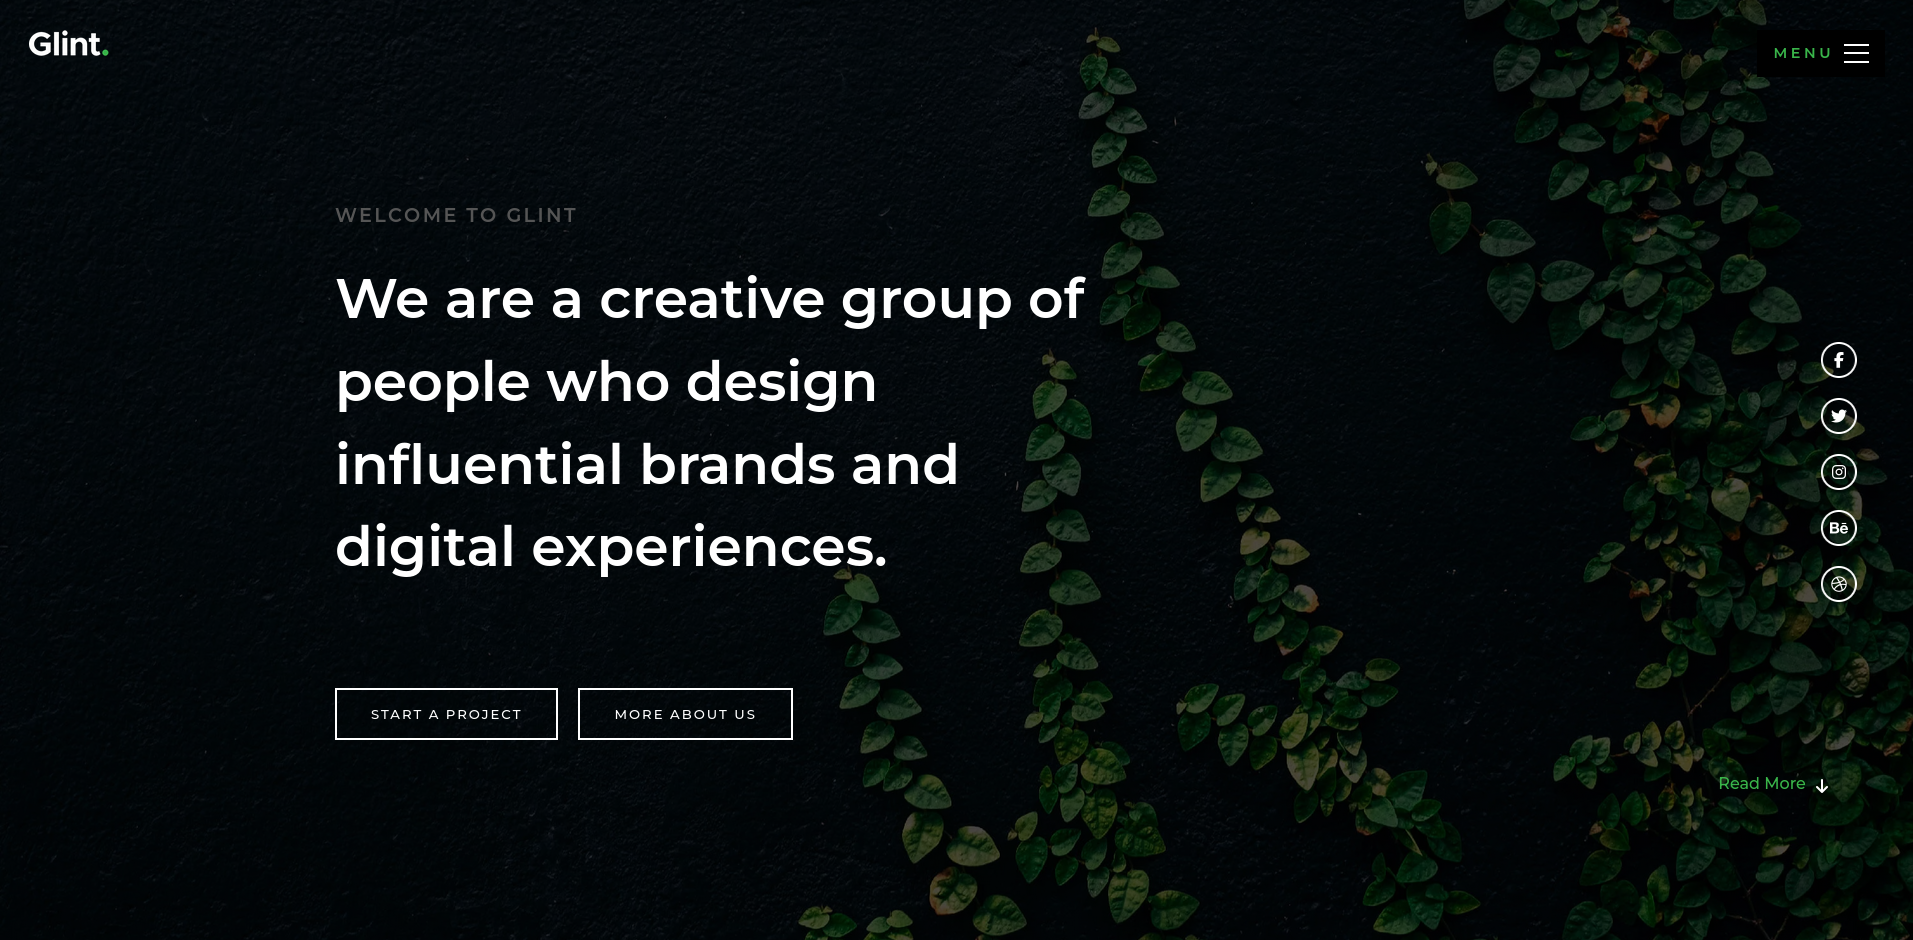 Glint.
MENU
WELCOME TO GLINT
We are a creative group of
people who design
influential brands and
digital experiences.
START A PROJECT
MORE ABOUT US
Bē
Read More